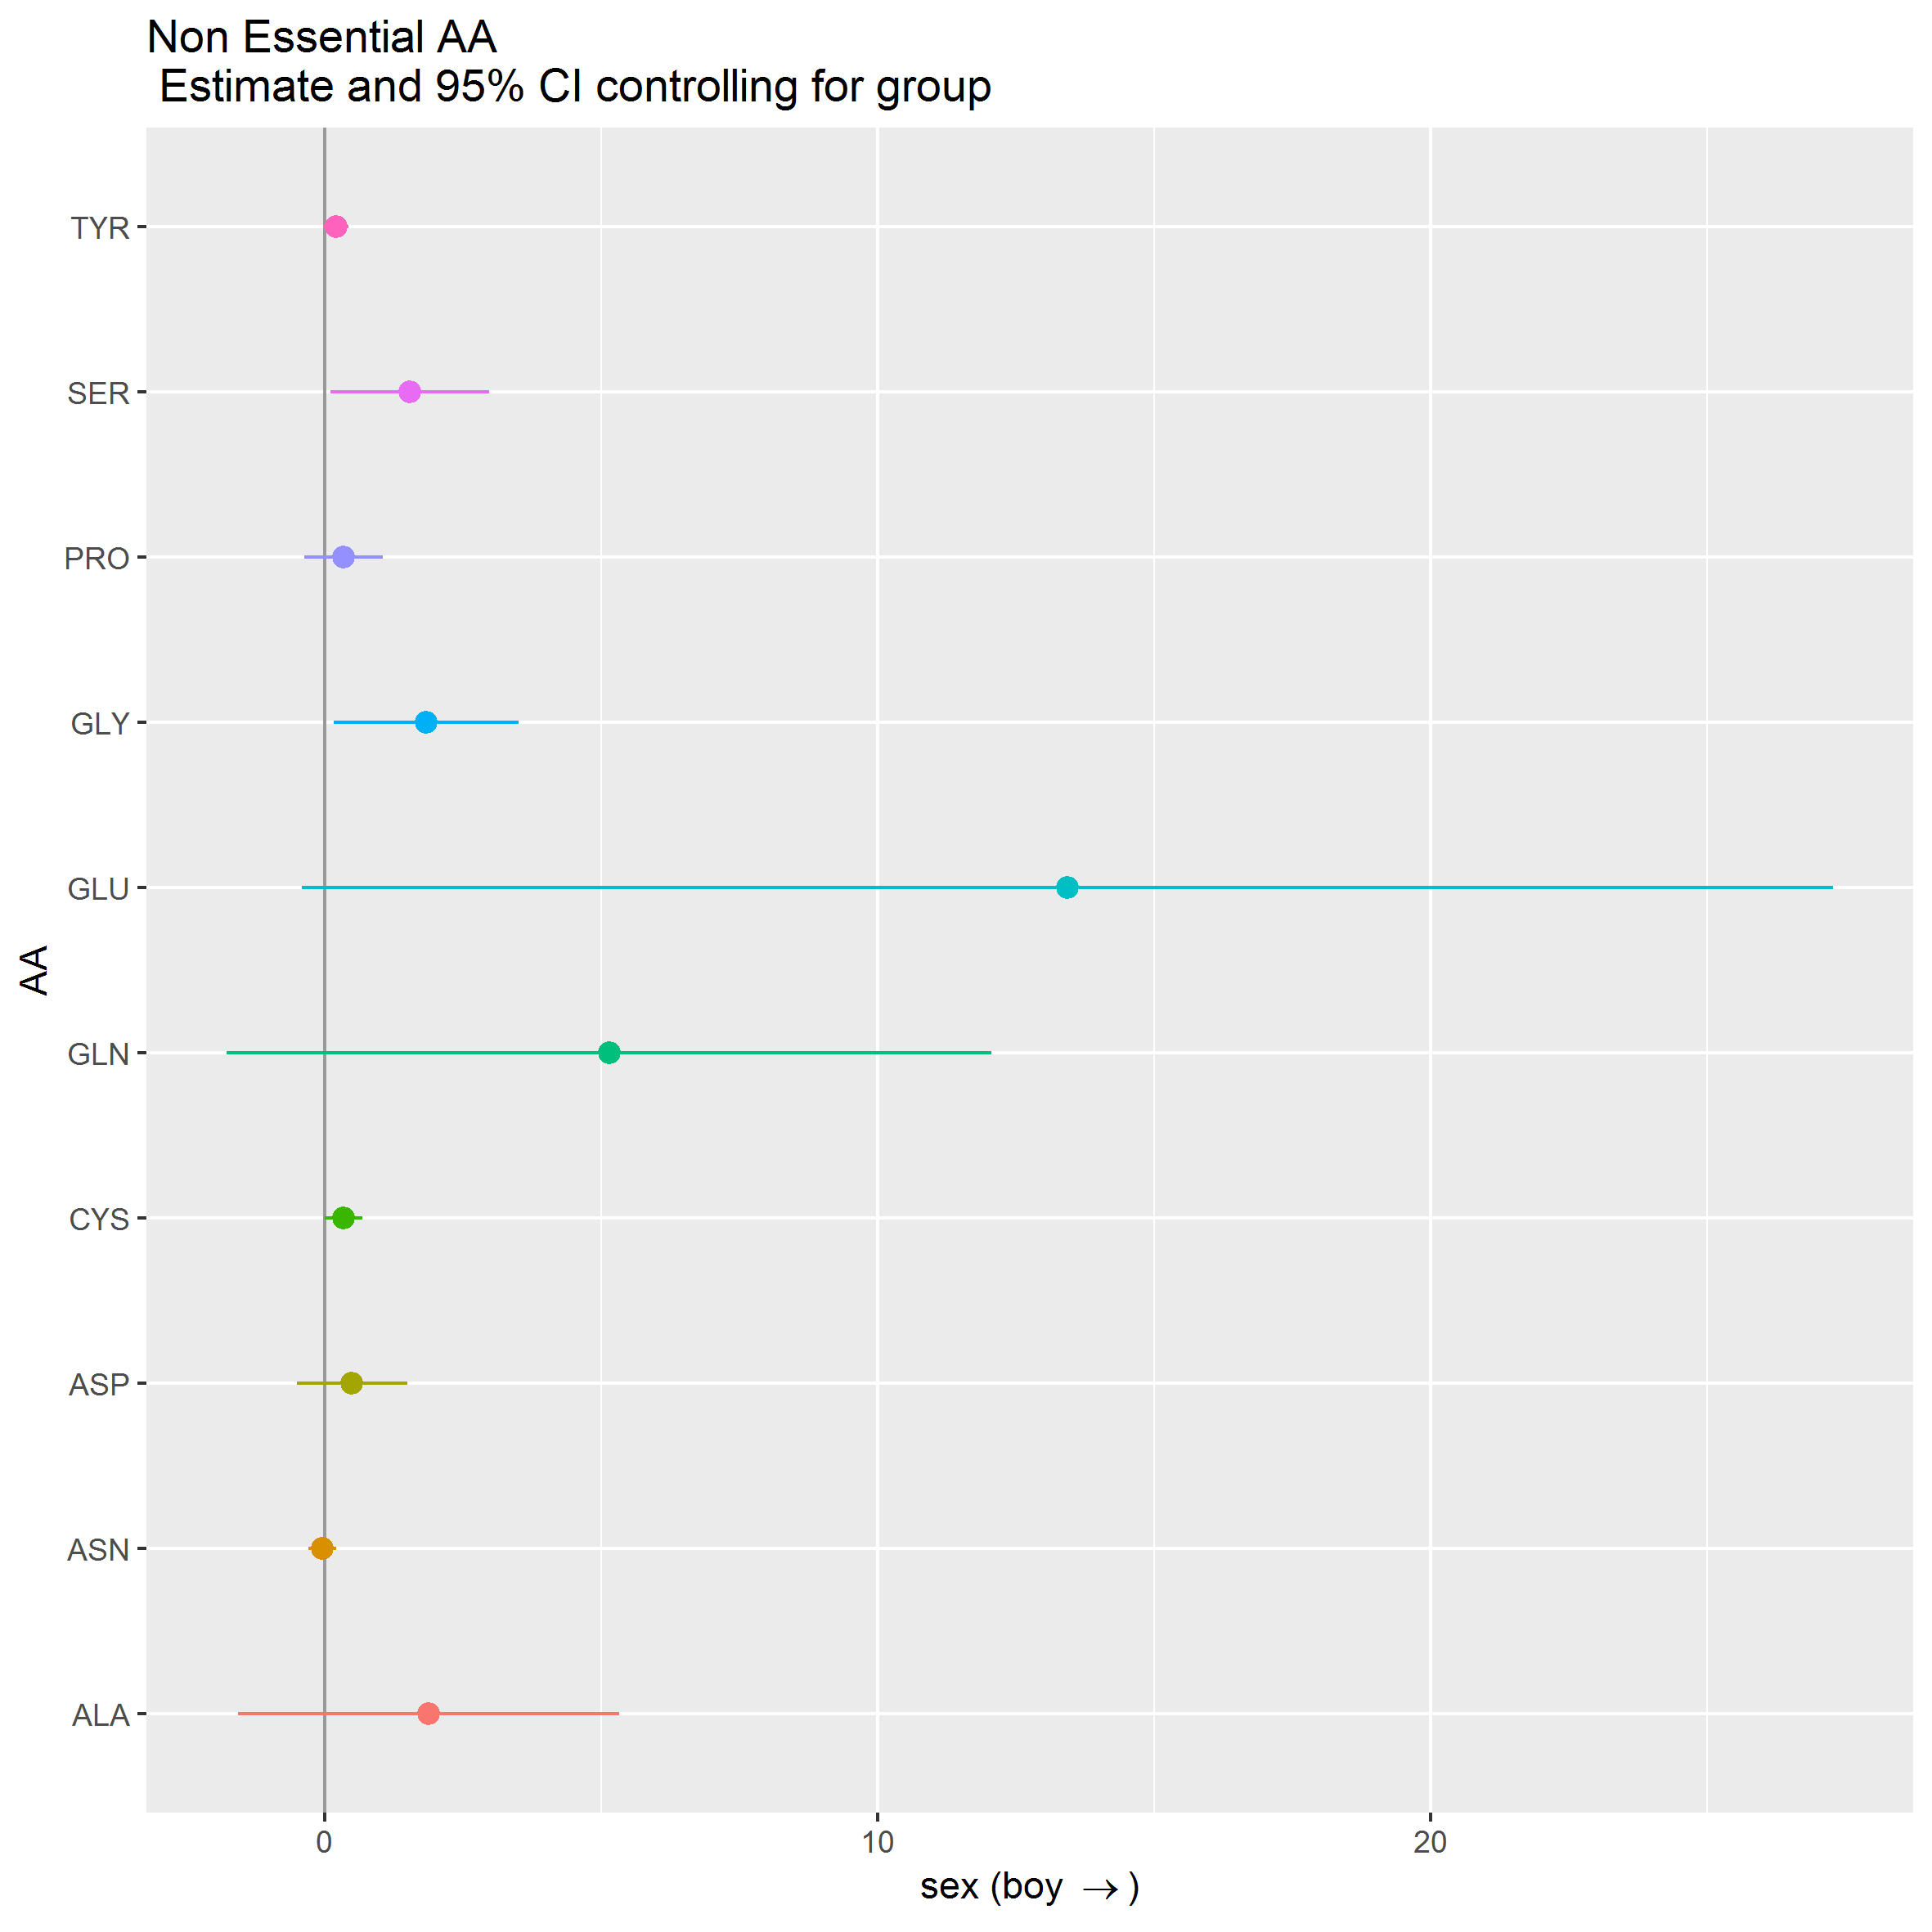 Non Essential AA
Estimate and 95% CI controlling for group
TYR
SER
PRO
GLY
GLU
GLN
CYS
ASP
ASN
ALA
AA
0 10 20
sex (boy → )